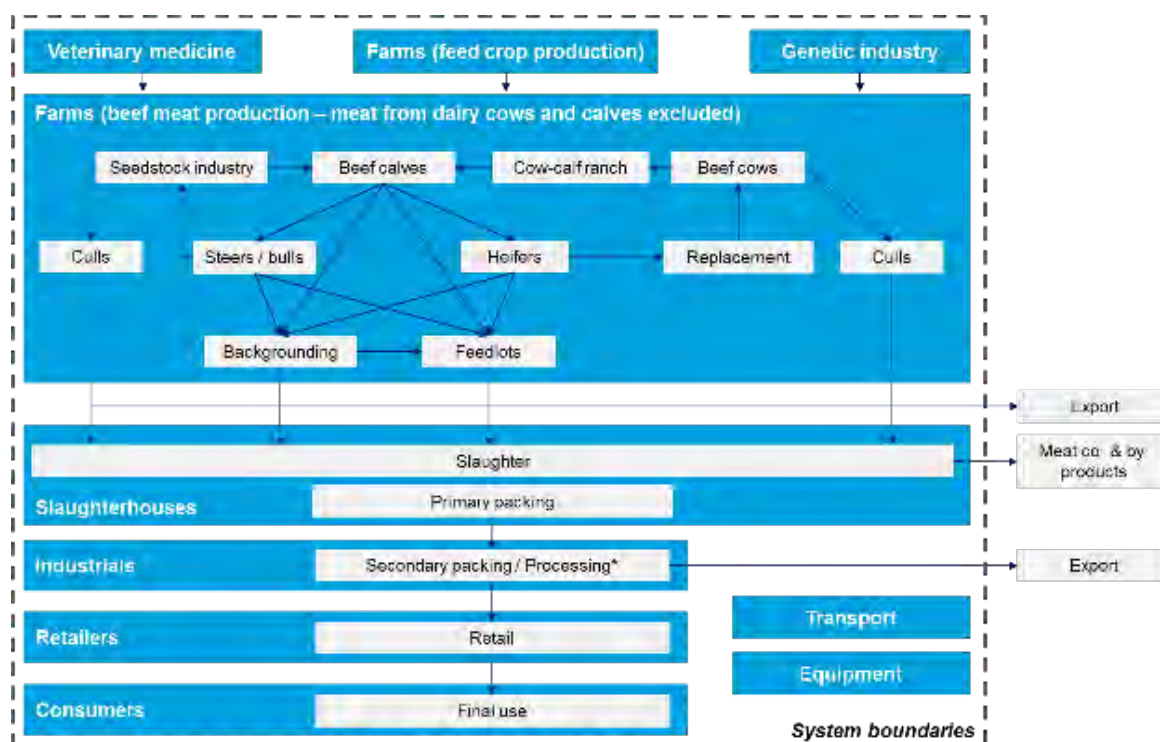 Veterinary medicine
Farms (feed crop production)
Genetic industry
Farms (beef meat production – meat from dairy cows and calves excluded)
Seedstock industry
Beef calves
Cow-calf ranch
Beef cows
Culls
Steers / bulls
Heifers
Replacement
Culls
Backgrounding
Feedlots
Export
Slaughter
Meat co & by
products
Primary packing
Slaughterhouses
Industrials
Secondary packing / Processing*
Export
Retailers
Retail
Transport
Equipment
Consumers
Final use
System boundaries